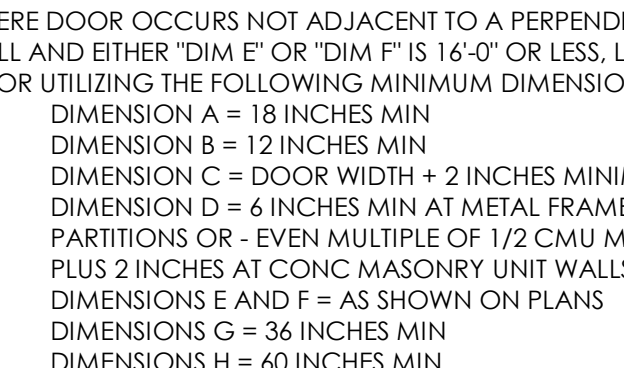 ERE DOOR OCCURS NOT ADJACENT TO A PERPENDI
LL AND EITHER "DIM E" OR "DIM F" IS 16'-0" OR LESS, L
OR UTILIZING THE FOLLOWING MINIMUM DIMENSIO
DIMENSION A = 18 INCHES MIN
DIMENSION B = 12 INCHES MIN
DIMENSION C = DOOR WIDTH + 2 INCHES MINI
DIMENSION D = 6 INCHES MIN AT METAL FRAME
PARTITIONS OR - EVEN MULTIPLE OF 1/2 CMU M
PLUS 2 INCHES AT CONC MASONRY UNIT WALLS
DIMENSIONS E AND F = AS SHOWN ON PLANS
DIMENSIONS G = 36 INCHES MIN
DIMENSIONS H = 60 INCHES MIN